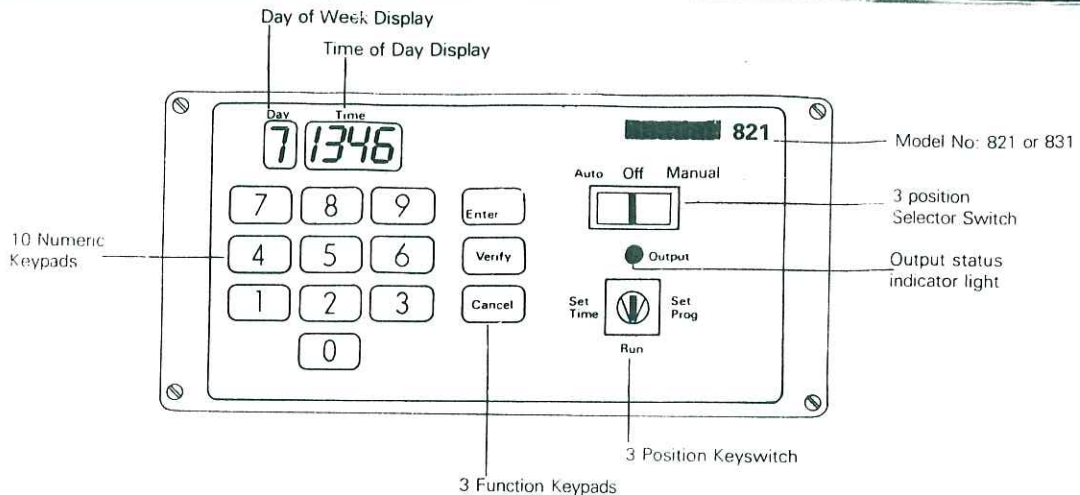 Day of Week Display
Time of Day Display
Day Time
7 1346
821
Model No: 821 or 831
Auto Off Manual
3 position
Selector Switch
7 8 9
Enter
10 Numeric
Keypads
4 5 6
Verify
Output
Output status
indicator light
1 2 3
Cancel
Set
Time
Set
Prog
0
Run
3 Position Keyswitch
3 Function Keypads